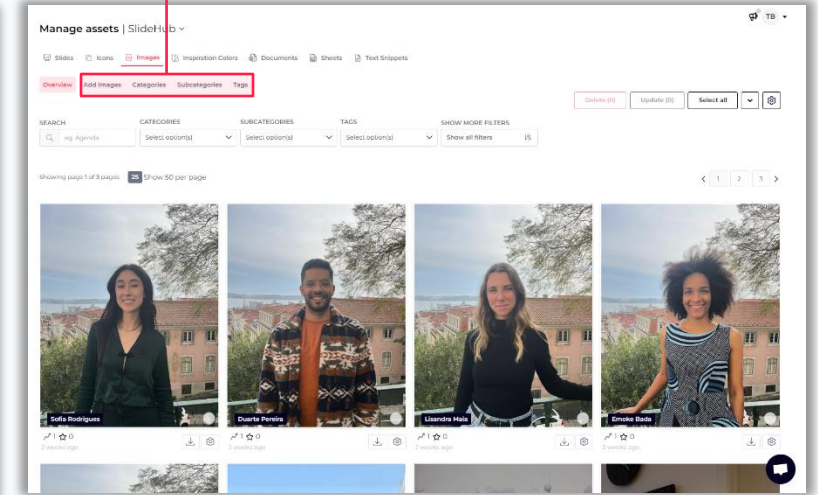 Manage assets | SlideHub
TB
Slides Icons Images Inspiration Colors Documents Sheets Text Snippets
Overview Add Images Categories Subcategories Tags
Delete (0) Update (0) Select all
SEARCH CATEGORIES SUBCATEGORIES TAGS SHOW MORE FILTERS
eg. Agenda Select option(s) Select option(s) Select option(s) Show all filters
Showing page 1 of 3 pages 25 Show 50 per page 1 2 3
Sofia Rodrigues Duarte Pereira Lisandra Maia Emoke Bada
1 0 1 0 1 0 1 0
2 weeks ago 2 weeks ago 2 weeks ago 2 weeks ago